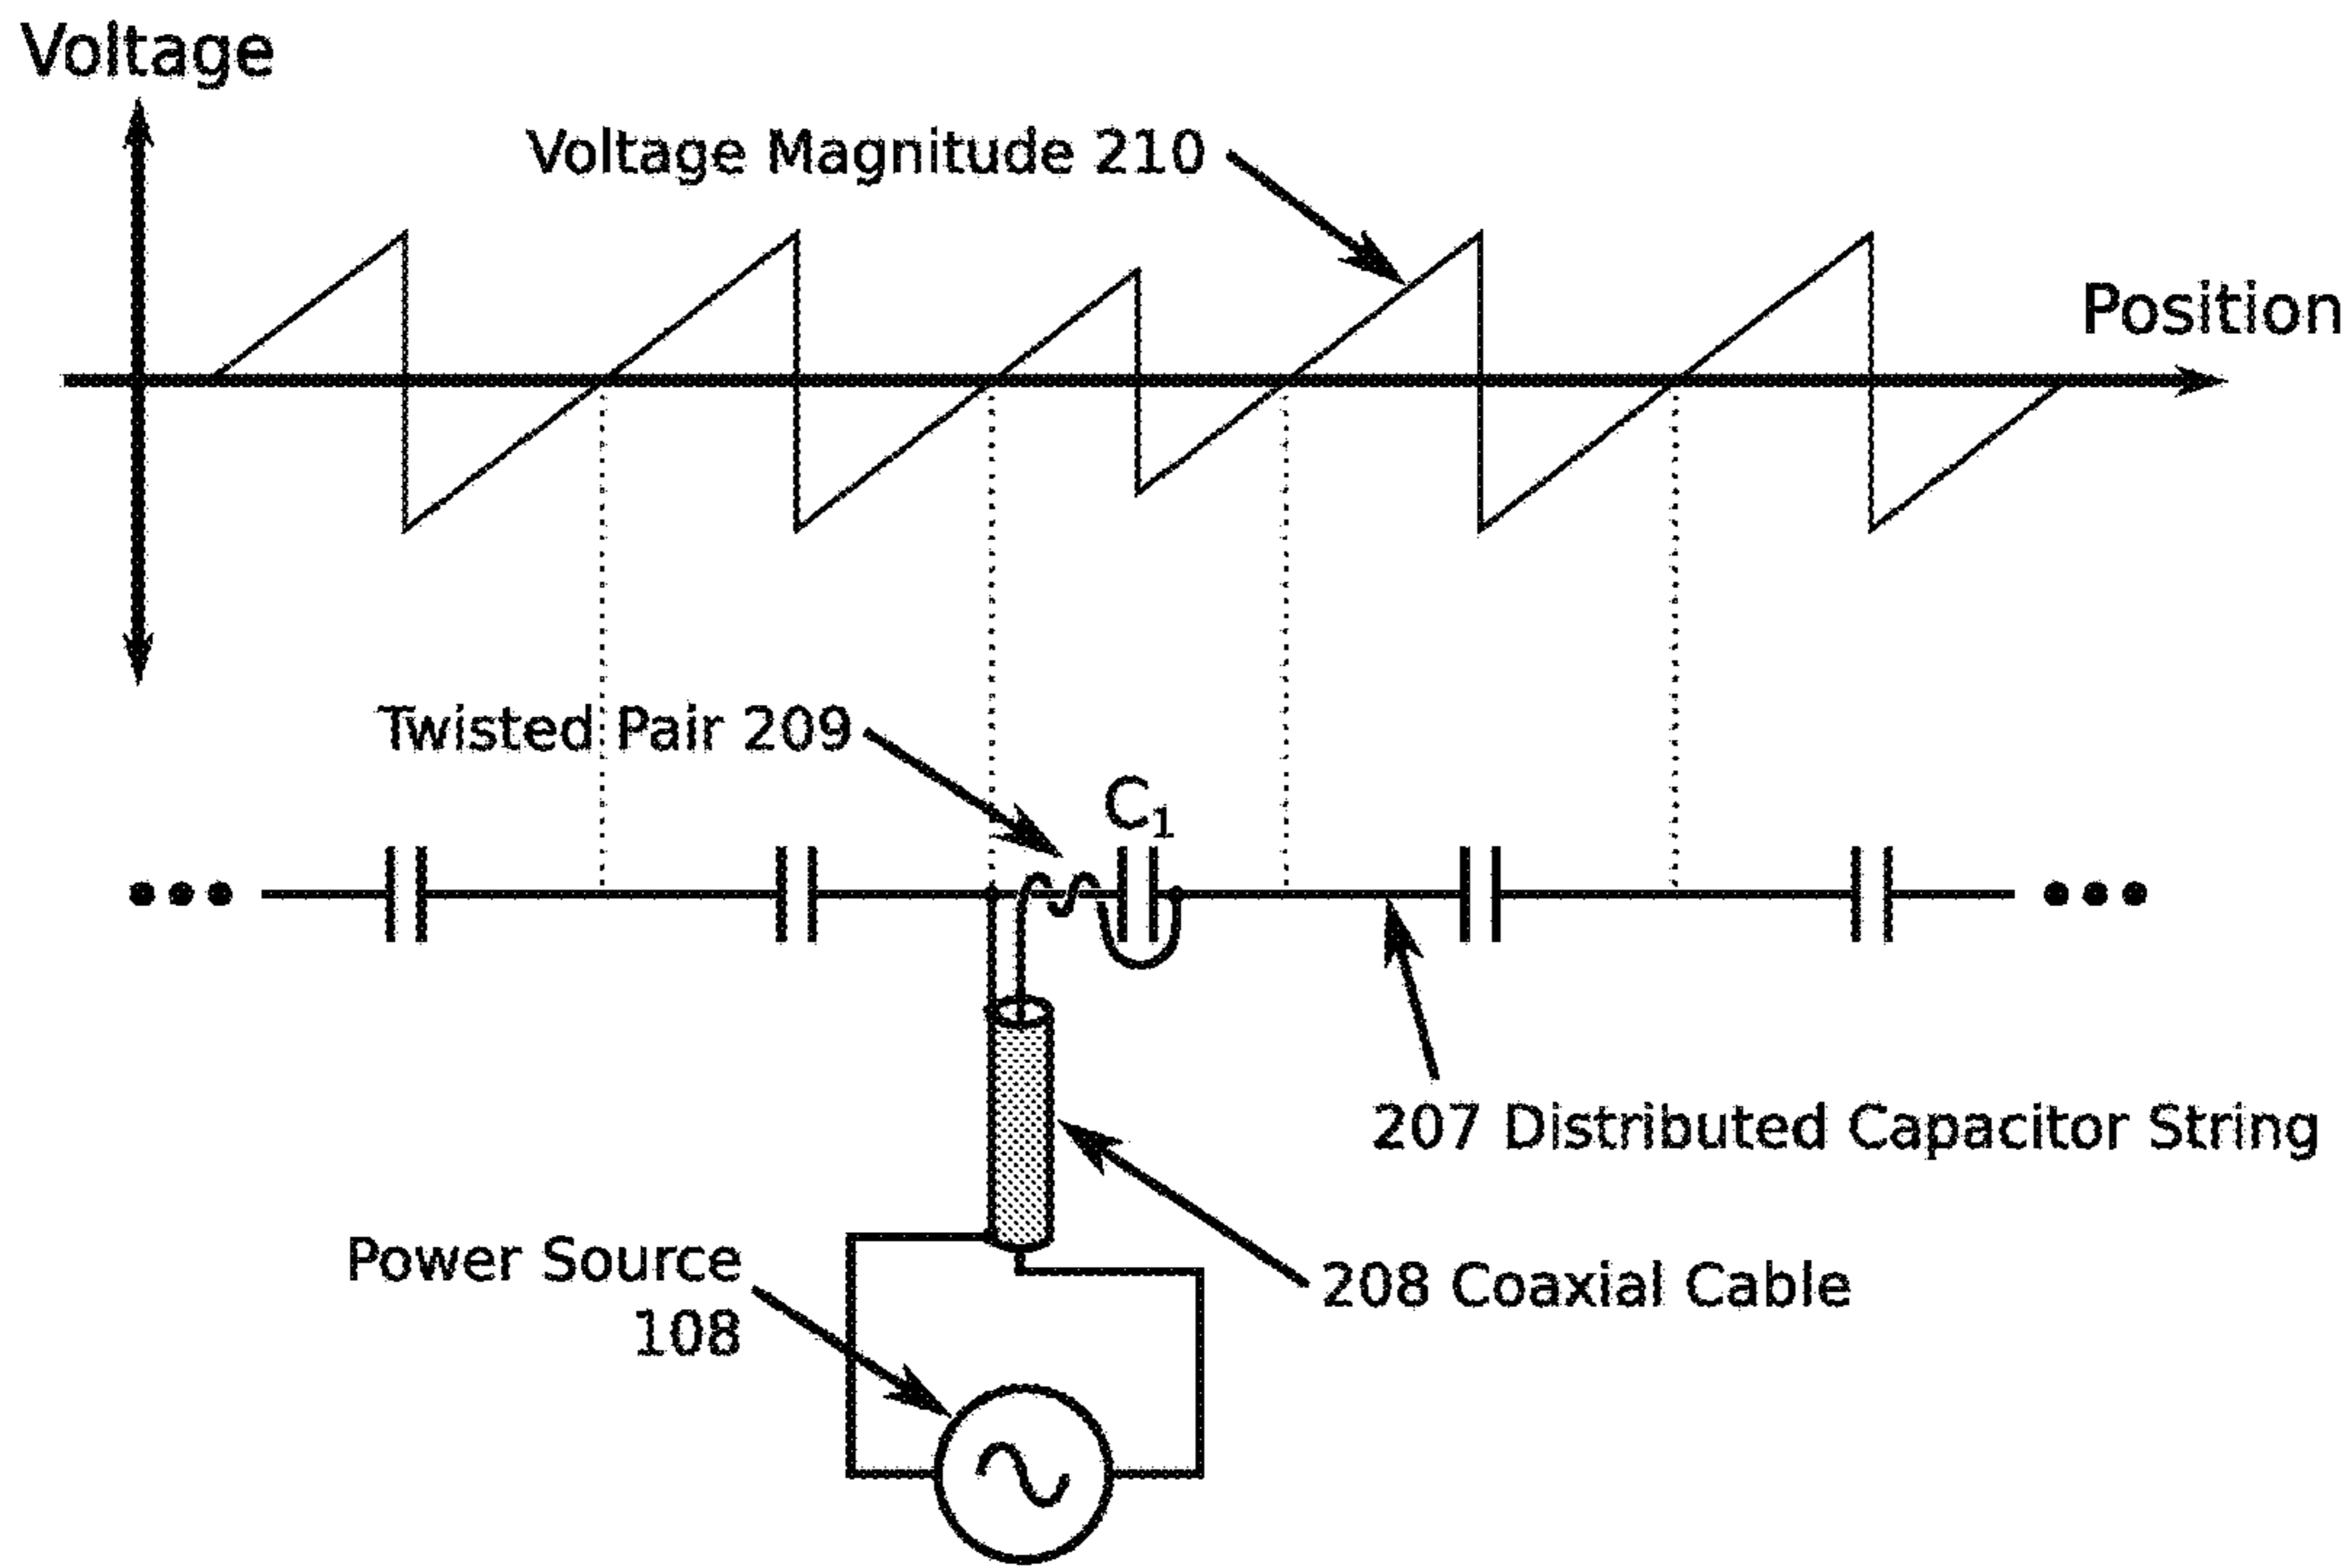 Voltage
Voltage Magnitude 210
Position
Twisted Pair 209
C₁
207 Distributed Capacitor String
Power Source
108
208 Coaxial Cable